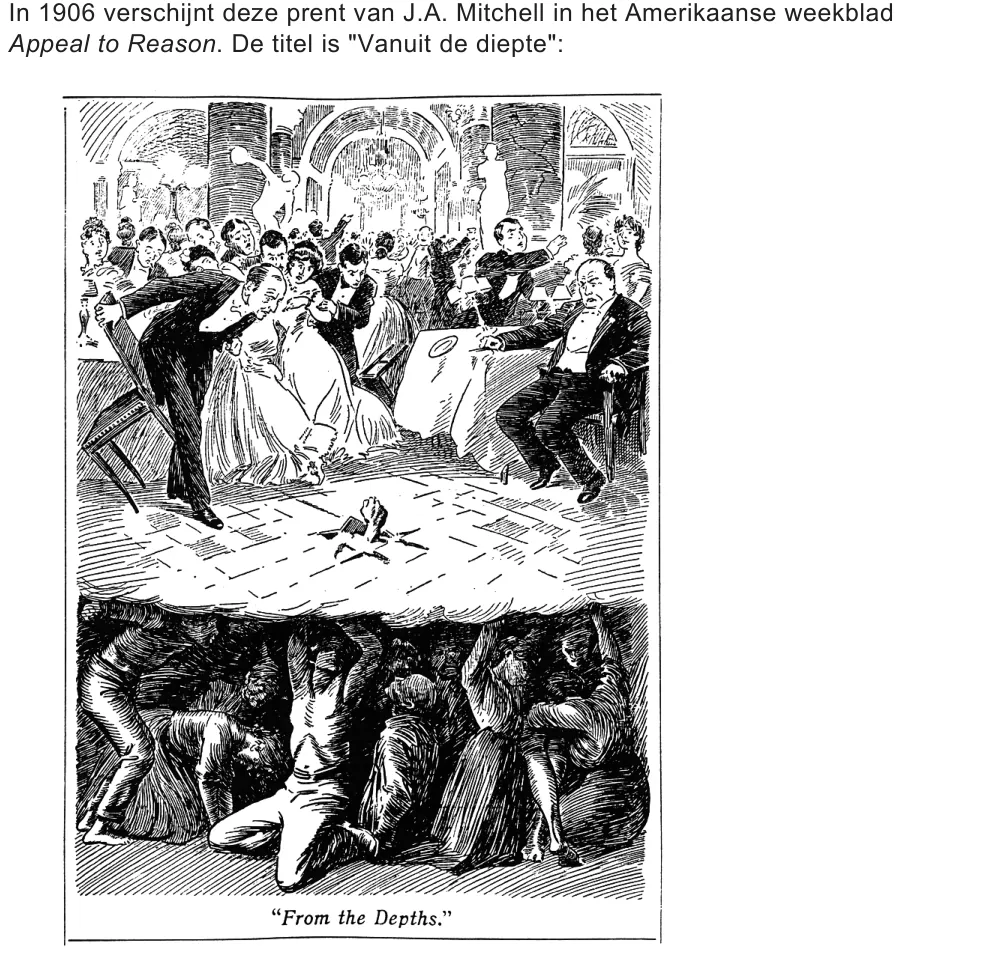 In 1906 verschijnt deze prent van J.A. Mitchell in het Amerikaanse weekblad
Appeal to Reason. De titel is "Vanuit de diepte":
“From the Depths.”